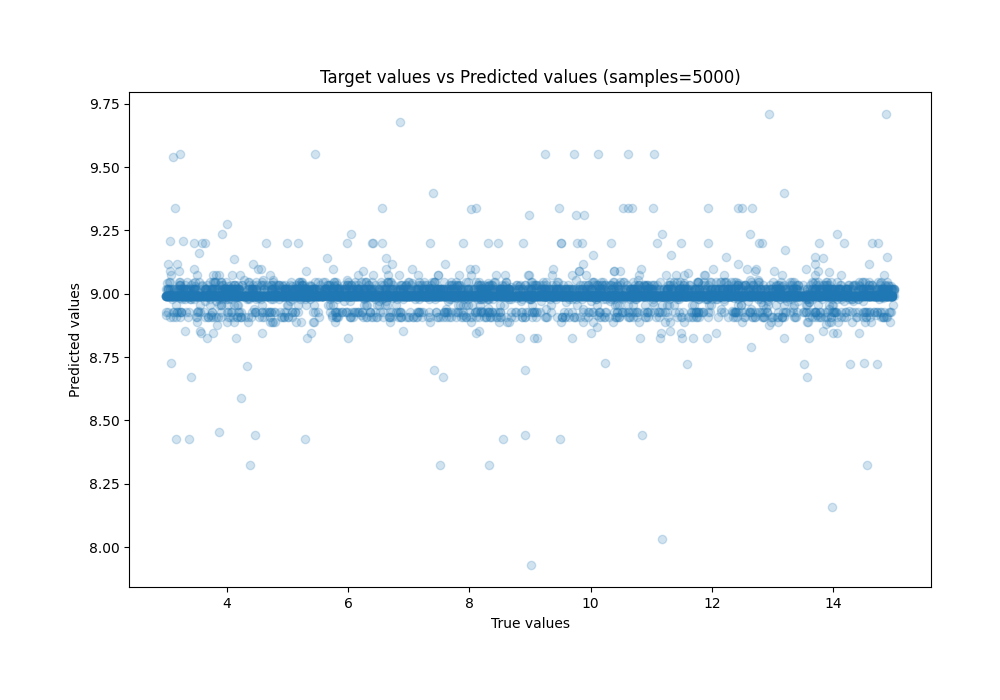 Target values vs Predicted values (samples=5000)
9.75
9.50
9.25
9.00
8.75
8.50
8.25
8.00
Predicted values
4 6 8 10 12 14
True values